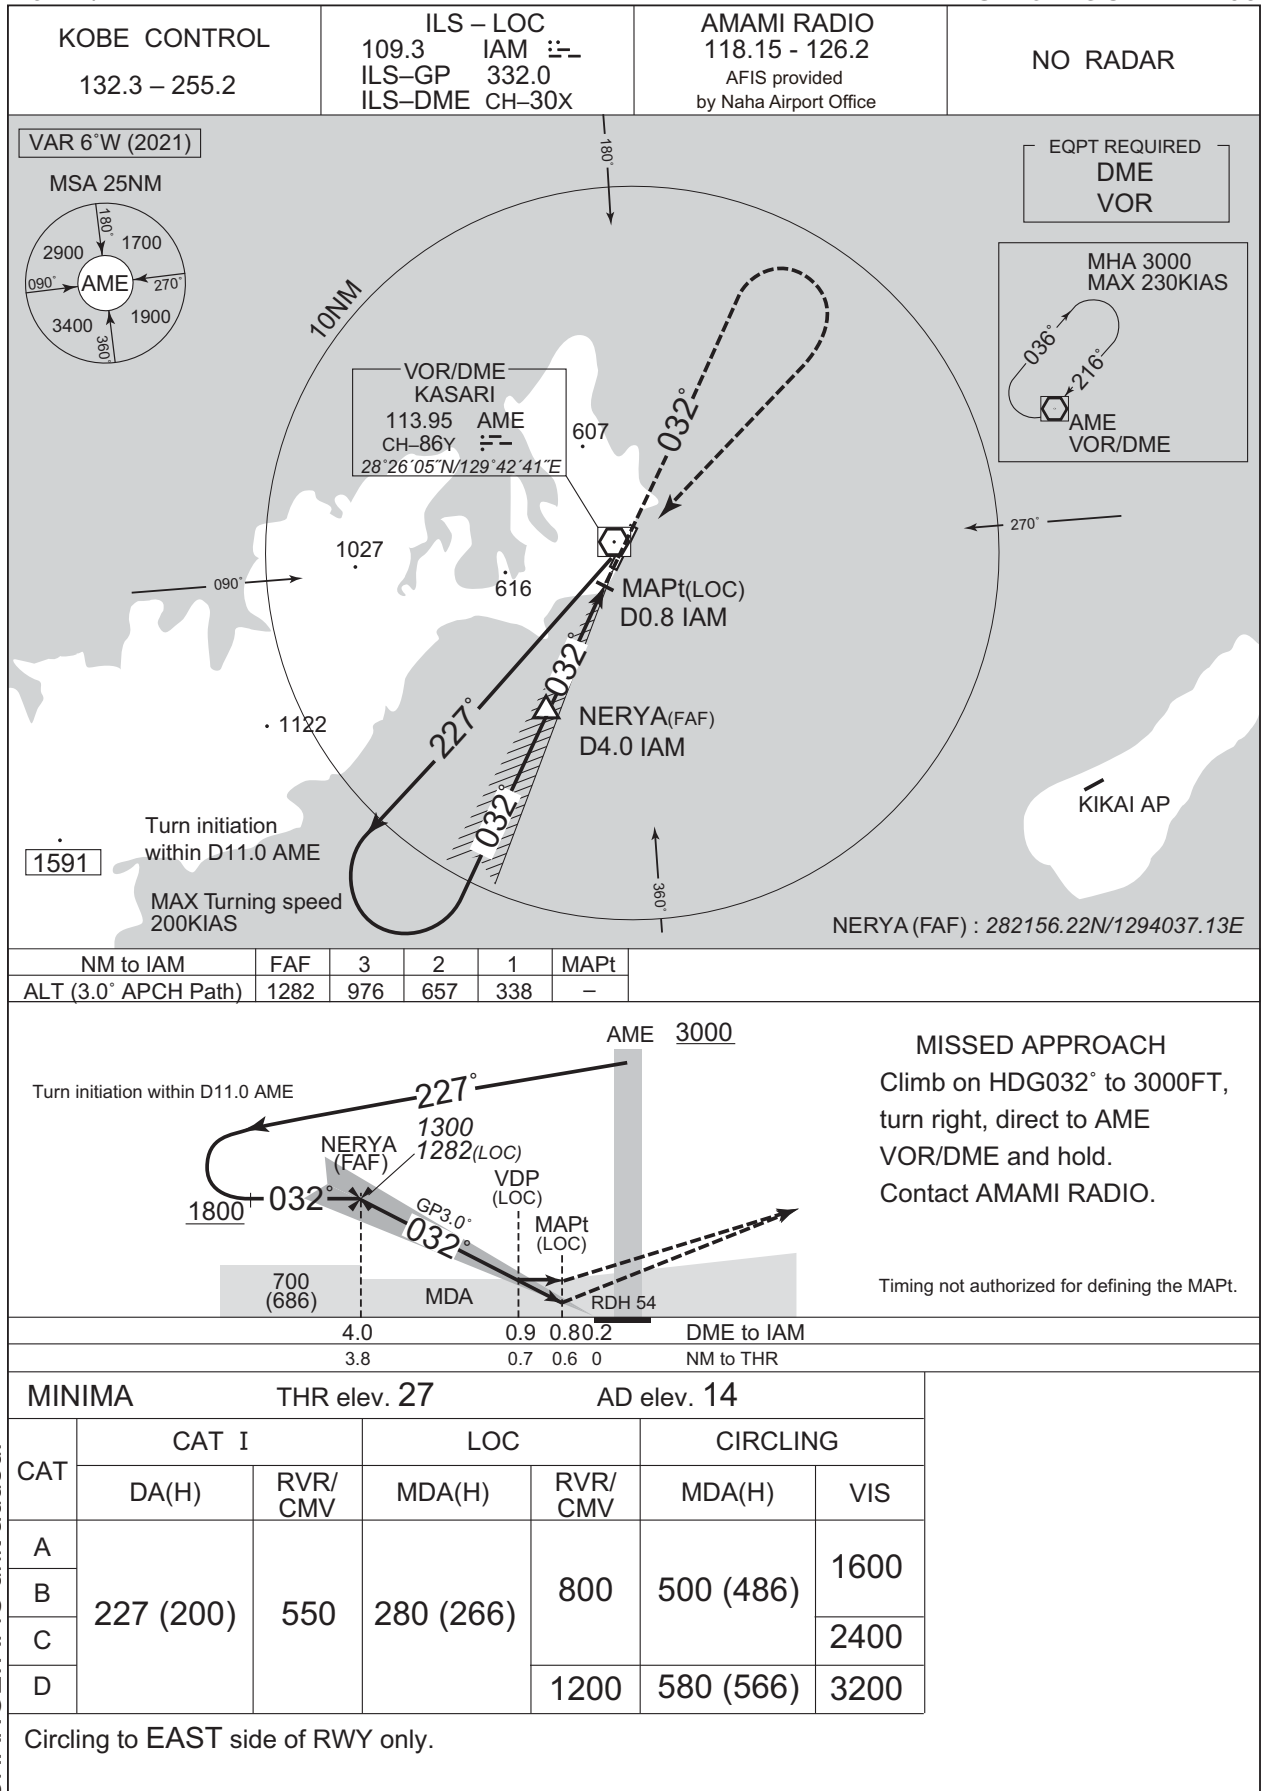 KOBE CONTROL
132.3 – 255.2
ILS – LOC
109.3 IAM
ILS–GP 332.0
ILS–DME CH–30X
AMAMI RADIO
118.15 - 126.2
AFIS provided
by Naha Airport Office
NO RADAR
VAR 6˚W (2021)
MSA 25NM
180˚
2900 1700
090˚ AME 270˚
3400 1900
360˚
180˚
EQPT REQUIRED
DME
VOR
MHA 3000
MAX 230KIAS
036˚
216˚
AME
VOR/DME
10NM
VOR/DME
KASARI
113.95 AME
CH–86Y
28˚26´05˝N/129˚42´41˝E
607
032˚
270˚
1027
616
090˚
MAPt(LOC)
D0.8 IAM
032˚
NERYA(FAF)
D4.0 IAM
227˚
1122
032˚
KIKAI AP
Turn initiation
within D11.0 AME
1591
MAX Turning speed
200KIAS
360˚
NERYA (FAF) : 282156.22N/1294037.13E
NM to IAM FAF 3 2 1 MAPt
ALT (3.0˚ APCH Path) 1282 976 657 338 –
AME 3000
Turn initiation within D11.0 AME
227˚
1300
1282(LOC)
NERYA
(FAF)
VDP
(LOC)
1800
032˚
GP3.0˚
032˚
MAPt
(LOC)
700
(686)
MDA
RDH 54
4.0 0.9 0.8 0.2 DME to IAM
3.8 0.7 0.6 0 NM to THR
MISSED APPROACH
Climb on HDG032˚ to 3000FT,
turn right, direct to AME
VOR/DME and hold.
Contact AMAMI RADIO.
Timing not authorized for defining the MAPt.
MINIMA THR elev. 27 AD elev. 14
CAT CAT I LOC CIRCLING
DA(H) RVR/CMV MDA(H) RVR/CMV MDA(H) VIS
A
B
C
D
227 (200) 550 280 (266) 800 500 (486) 1600
2400
1200 580 (566) 3200
Circling to EAST side of RWY only.